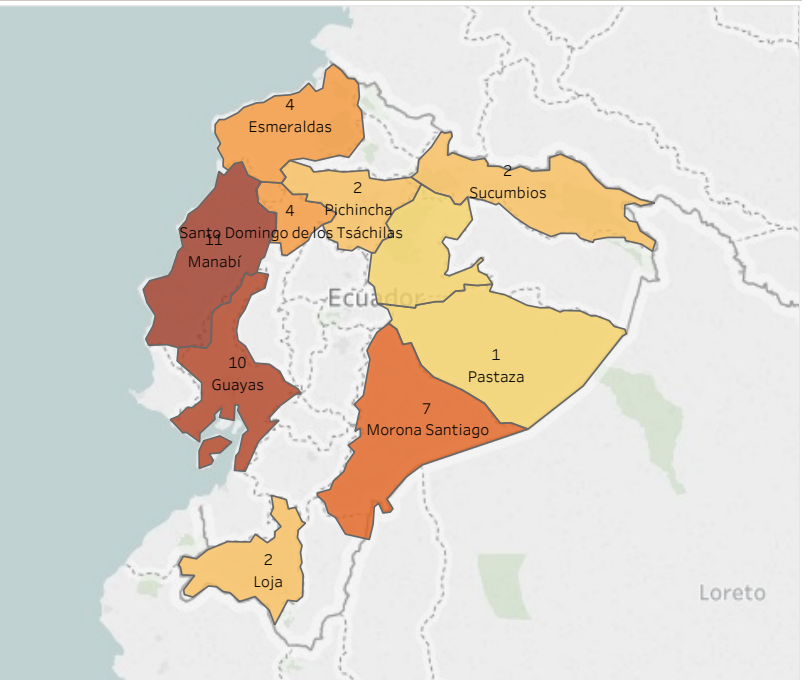 4
Esmeraldas
2
Sucumbios
2
Pichincha
4
Santo Domingo de los Tsáchilas
11
Manabí
Ecuador
10
Guayas
1
Pastaza
7
Morona Santiago
2
Loja
Loreto